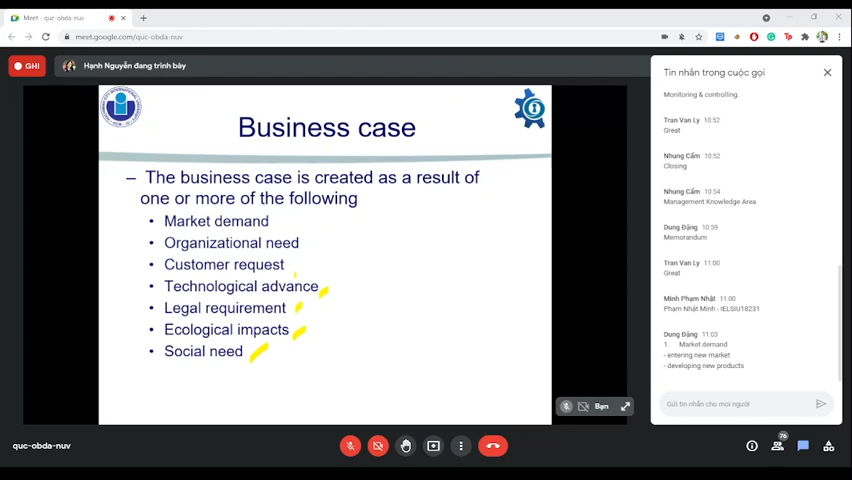 Meet - quc-obda-nuv
meet.google.com/quc-obda-nuv
GHI
Hạnh Nguyễn đang trình bày
Business case
– The business case is created as a result of
one or more of the following
• Market demand
• Organizational need
• Customer request
• Technological advance
• Legal requirement
• Ecological impacts
• Social need
Bạn
Tin nhắn trong cuộc gọi
Monitoring & controlling.
Tran Van Ly 10:52
Great
Nhung Cẩm 10:52
Closing
Nhung Cẩm 10:54
Management Knowledge Area
Dung Đặng 10:59
Memorandum
Tran Van Ly 11:00
Great
Minh Phạm Nhật 11:00
Phạm Nhật Minh - IELSIU18231
Dung Đặng 11:03
1. Market demand
- entering new market
- developing new products
Gửi tin nhắn cho mọi người
quc-obda-nuv
76